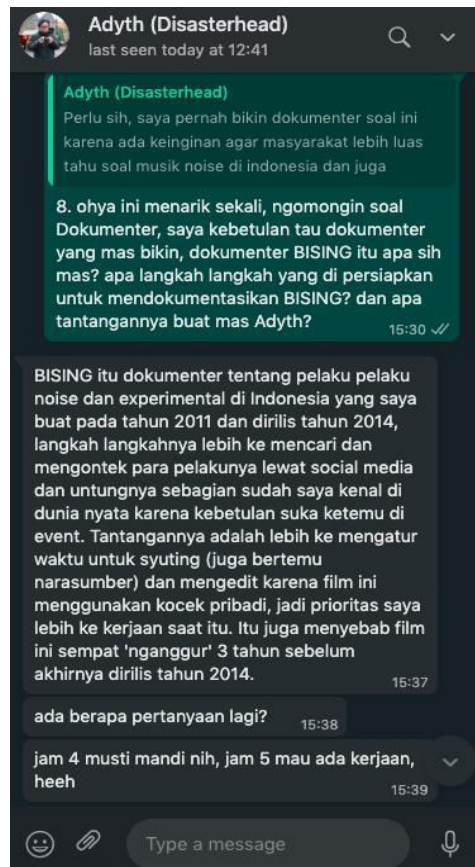 Adyth (Disasterhead)
last seen today at 12:41
Adyth (Disasterhead)
Perlu sih, saya pernah bikin dokumenter soal ini
karena ada keinginan agar masyarakat lebih luas
tahu soal musik noise di indonesia dan juga
8. ohya ini menarik sekali, ngomongin soal
Dokumenter, saya kebetulan tau dokumenter
yang mas bikin, dokumenter BISING itu apa sih
mas? apa langkah langkah yang di persiapkan
untuk mendokumentasikan BISING? dan apa
tantangannya buat mas Adyth?
15:30
BISING itu dokumenter tentang pelaku pelaku
noise dan experimental di Indonesia yang saya
buat pada tahun 2011 dan dirilis tahun 2014,
langkah langkahnya lebih ke mencari dan
mengontek para pelakunya lewat social media
dan untungnya sebagian sudah saya kenal di
dunia nyata karena kebetulan suka ketemu di
event. Tantangannya adalah lebih ke mengatur
waktu untuk syuting (juga bertemu
narasumber) dan mengedit karena film ini
menggunakan kocek pribadi, jadi prioritas saya
lebih ke kerjaan saat itu. Itu juga menyebab film
ini sempat 'nganggur' 3 tahun sebelum
akhirnya dirilis tahun 2014.
15:37
ada berapa pertanyaan lagi?
15:38
jam 4 musti mandi nih, jam 5 mau ada kerjaan,
heeh
15:39
Type a message